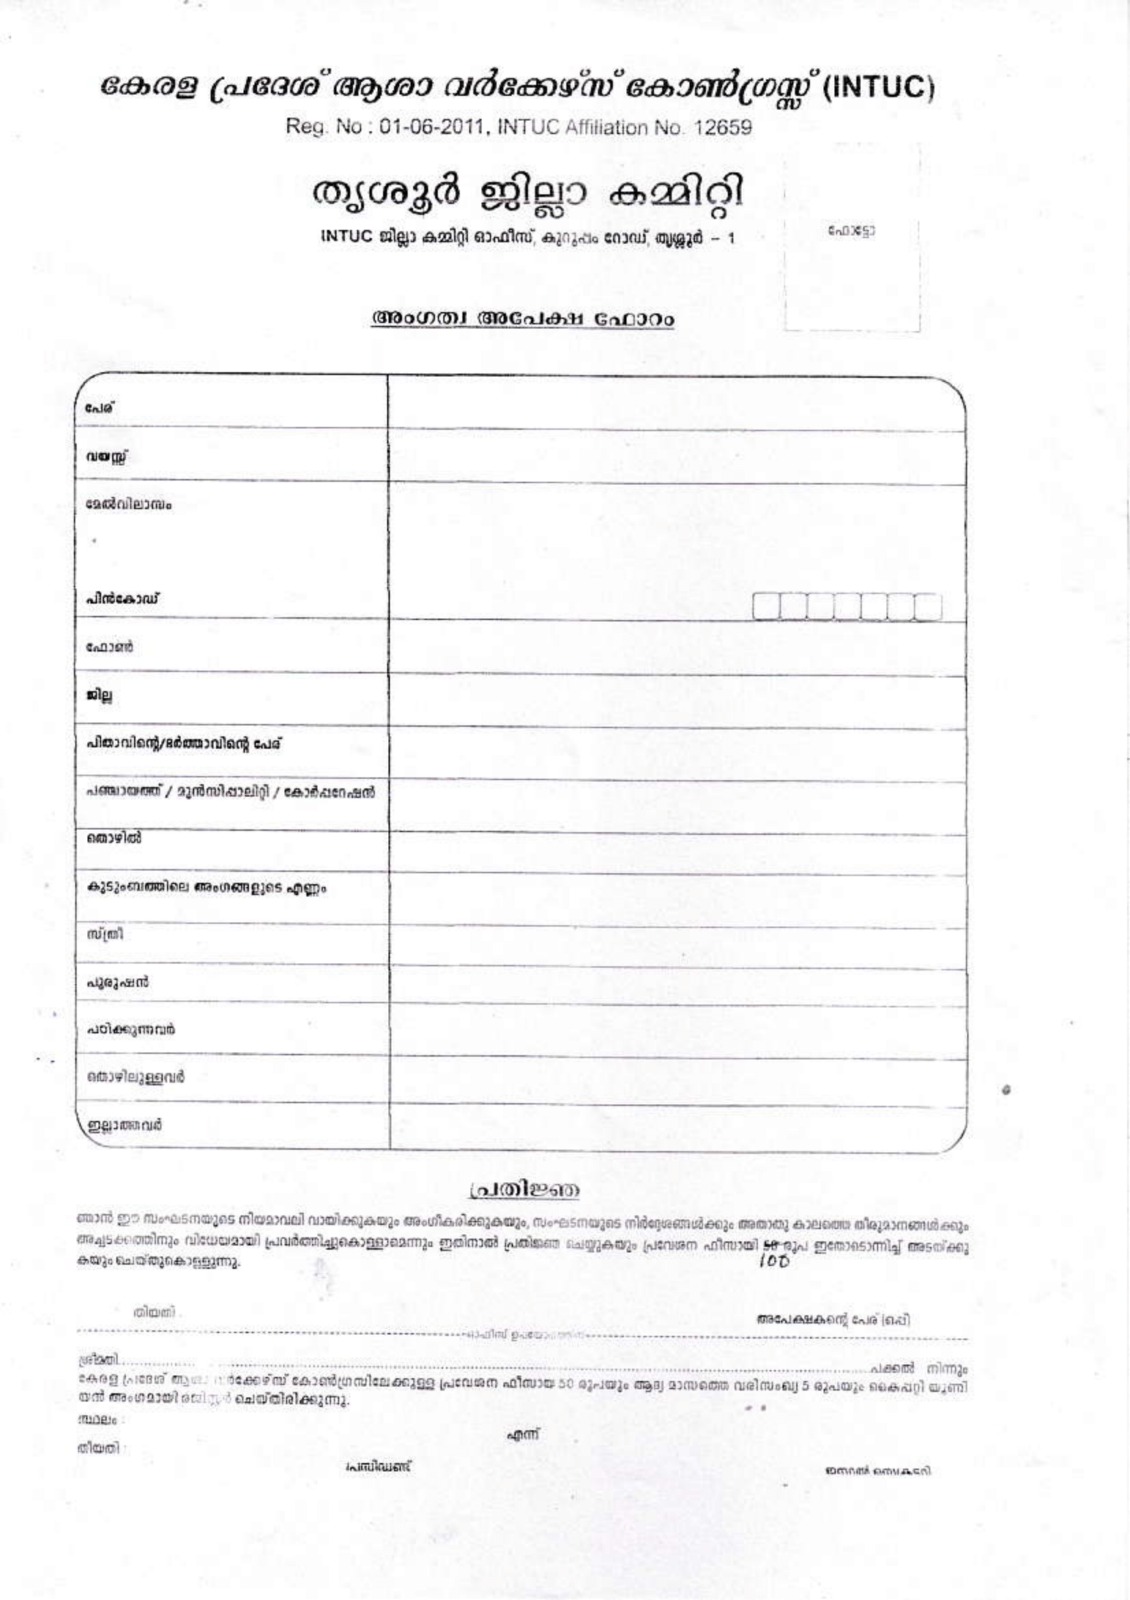 കേരള പ്രദേശ് ആശാ വർക്കേഴ്സ് കോൺഗ്രസ്സ് (INTUC)
Reg. No : 01-06-2011, INTUC Affiliation No. 12659
തൃശൂർ ജില്ലാ കമ്മിറ്റി
INTUC ജില്ലാ കമ്മിറ്റി ഓഫീസ്, കുറുപ്പം റോഡ്, തൃശ്ശൂർ – 1
ഫോട്ടോ
അംഗത്വ അപേക്ഷ ഫോറം
പേര്
വയസ്സ്
മേൽവിലാസം
പിൻകോഡ്
ഫോൺ
ജില്ല
പിതാവിന്റെ/ഭർത്താവിന്റെ പേര്
പഞ്ചായത്ത് / മുൻസിപ്പാലിറ്റി / കോർപ്പറേഷൻ
തൊഴിൽ
കുടുംബത്തിലെ അംഗങ്ങളുടെ എണ്ണം
സ്ത്രീ
പുരുഷൻ
പഠിക്കുന്നവർ
തൊഴിലുള്ളവർ
ഇല്ലാത്തവർ
പ്രതിജ്ഞ
ഞാൻ ഈ സംഘടനയുടെ നിയമാവലി വായിക്കുകയും അംഗീകരിക്കുകയും, സംഘടനയുടെ നിർദ്ദേശങ്ങൾക്കും അതാതു കാലത്തെ തീരുമാനങ്ങൾക്കും
അച്ചടക്കത്തിനും വിധേയമായി പ്രവർത്തിച്ചുകൊള്ളാമെന്നും ഇതിനാൽ പ്രതിജ്ഞ ചെയ്യുകയും പ്രവേശന ഫീസായി 50 രൂപ ഇതോടൊന്നിച്ച് അടയ്ക്കു
കയും ചെയ്തുകൊള്ളുന്നു.
100
തിയതി :
അപേക്ഷകന്റെ പേര് (ഒപ്പ്)
ഓഫീസ് ഉപയോഗത്തിന്
ശ്രീമതി.......... പക്കൽ നിന്നും
കേരള പ്രദേശ് ആശാ വർക്കേഴ്സ് കോൺഗ്രസിലേക്കുള്ള പ്രവേശന ഫീസായ 50 രൂപയും ആദ്യ മാസത്തെ വരിസംഖ്യ 5 രൂപയും കൈപ്പറ്റി യൂണി
യൻ അംഗമായി രജിസ്റ്റർ ചെയ്തിരിക്കുന്നു.
സ്ഥലം :
എന്ന്
തീയതി :
പ്രസിഡണ്ട്
ജനറൽ സെക്രട്ടറി